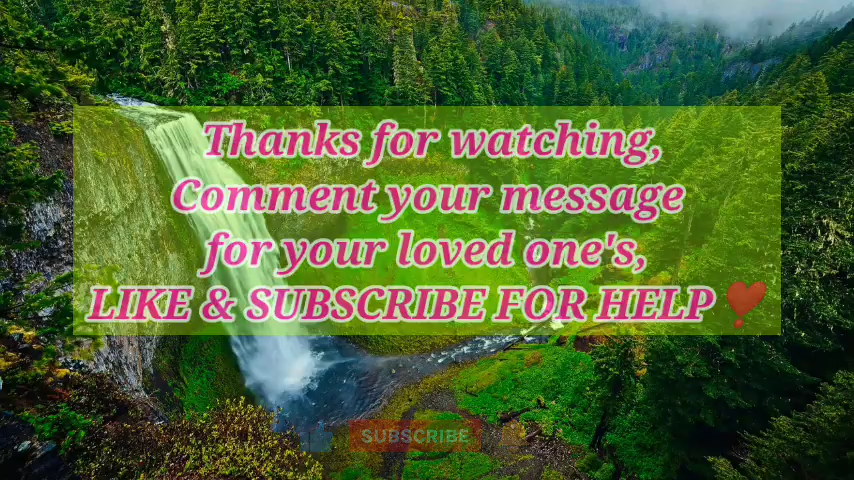 Thanks for watching,
Comment your message
for your loved one's,
LIKE & SUBSCRIBE FOR HELP ❣
SUBSCRIBE